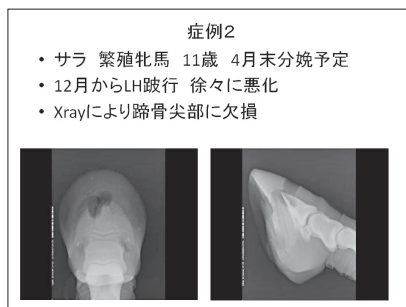 症例２
• サラ 繁殖牝馬 11歳 4月末分娩予定
• 12月からLH跛行 徐々に悪化
• Xrayにより蹄骨尖部に欠損